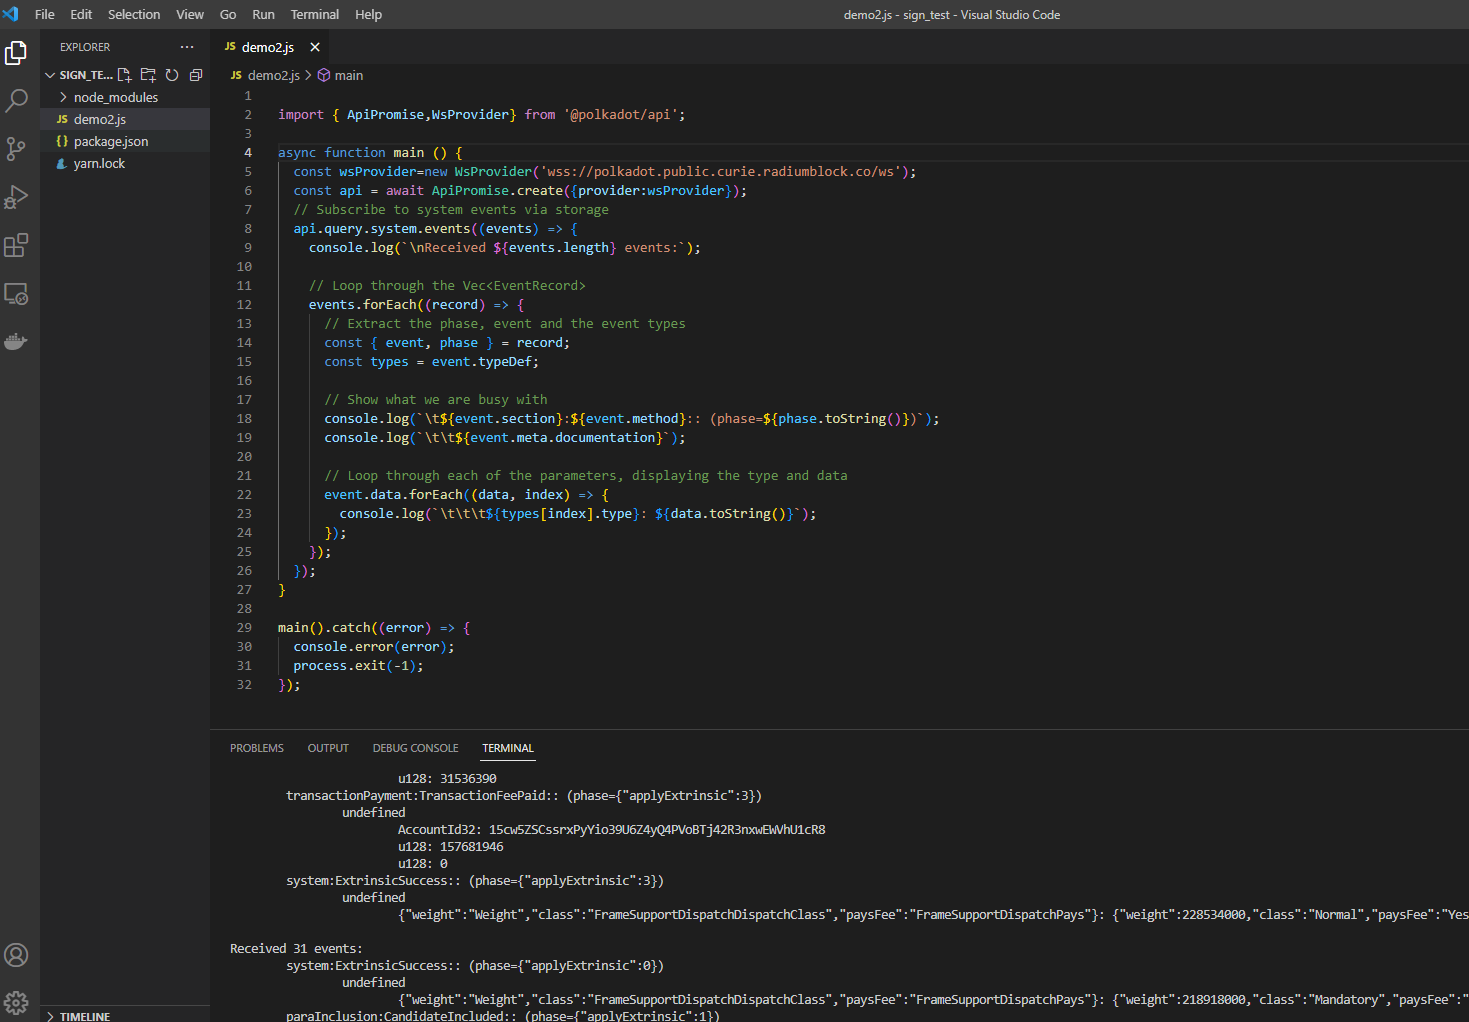 File Edit Selection View Go Run Terminal Help
demo2.js - sign_test - Visual Studio Code
EXPLORER ···
SIGN_TE...
node_modules
JS demo2.js
{} package.json
yarn.lock
TIMELINE
JS demo2.js ×
JS demo2.js > main
1
2 import { ApiPromise,WsProvider} from '@polkadot/api';
3
4 async function main () {
5 const wsProvider=new WsProvider('wss://polkadot.public.curie.radiumblock.co/ws');
6 const api = await ApiPromise.create({provider:wsProvider});
7 // Subscribe to system events via storage
8 api.query.system.events((events) => {
9 console.log(`\nReceived ${events.length} events:`);
10
11 // Loop through the Vec<EventRecord>
12 events.forEach((record) => {
13 // Extract the phase, event and the event types
14 const { event, phase } = record;
15 const types = event.typeDef;
16
17 // Show what we are busy with
18 console.log(`\t${event.section}:${event.method}:: (phase=${phase.toString()})`);
19 console.log(`\t\t${event.meta.documentation}`);
20
21 // Loop through each of the parameters, displaying the type and data
22 event.data.forEach((data, index) => {
23 console.log(`\t\t\t${types[index].type}: ${data.toString()}`);
24 });
25 });
26 });
27 }
28
29 main().catch((error) => {
30 console.error(error);
31 process.exit(-1);
32 });
PROBLEMS OUTPUT DEBUG CONSOLE TERMINAL
u128: 31536390
transactionPayment:TransactionFeePaid:: (phase={"applyExtrinsic":3})
undefined
AccountId32: 15cw5ZSCssrxPyYio39U6Z4yQ4PVoBTj42R3nxwEWVhU1cR8
u128: 157681946
u128: 0
system:ExtrinsicSuccess:: (phase={"applyExtrinsic":3})
undefined
{"weight":"Weight","class":"FrameSupportDispatchDispatchClass","paysFee":"FrameSupportDispatchPays"}: {"weight":228534000,"class":"Normal","paysFee":"Yes
Received 31 events:
system:ExtrinsicSuccess:: (phase={"applyExtrinsic":0})
undefined
{"weight":"Weight","class":"FrameSupportDispatchDispatchClass","paysFee":"FrameSupportDispatchPays"}: {"weight":218918000,"class":"Mandatory","paysFee":"
paraInclusion:CandidateIncluded:: (phase={"applyExtrinsic":1})